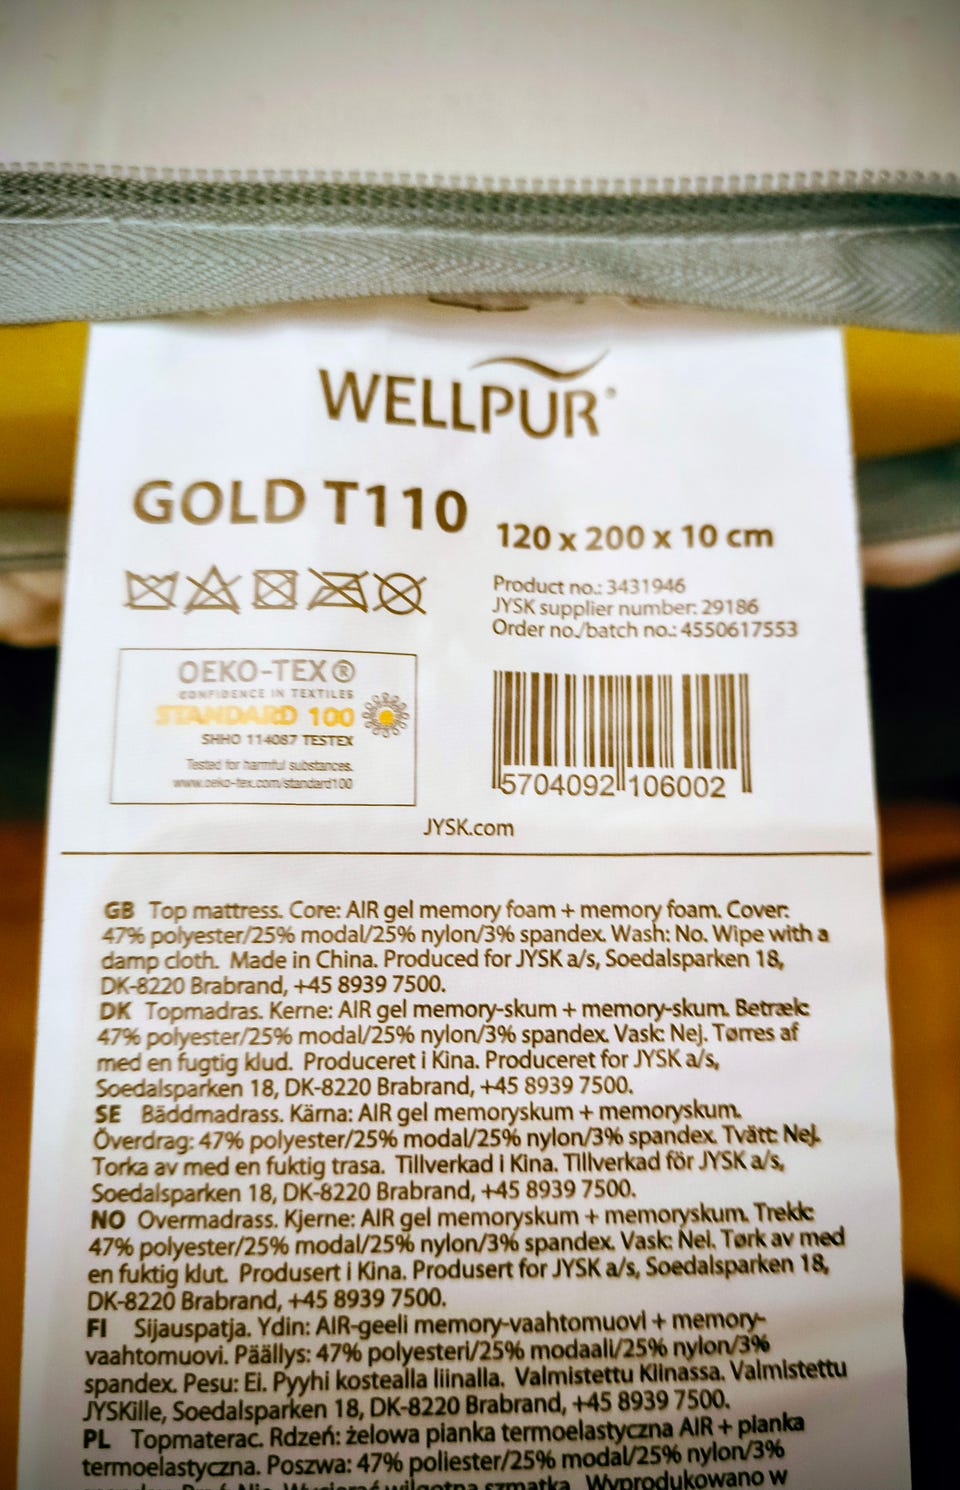 WELLPUR®
GOLD T110
120 x 200 x 10 cm
Product no.: 3431946
JYSK supplier number: 29186
Order no./batch no.: 4550617553
OEKO-TEX®
CONFIDENCE IN TEXTILES
STANDARD 100
SHHO 114087 TESTEX
Tested for harmful substances.
www.oeko-tex.com/standard100
5704092 106002
JYSK.com
GB Top mattress. Core: AIR gel memory foam + memory foam. Cover:
47% polyester/25% modal/25% nylon/3% spandex. Wash: No. Wipe with a
damp cloth. Made in China. Produced for JYSK a/s, Soedalsparken 18,
DK-8220 Brabrand, +45 8939 7500.
DK Topmadras. Kerne: AIR gel memory-skum + memory-skum. Betræk:
47% polyester/25% modal/25% nylon/3% spandex. Vask: Nej. Tørres af
med en fugtig klud. Produceret i Kina. Produceret for JYSK a/s,
Soedalsparken 18, DK-8220 Brabrand, +45 8939 7500.
SE Bäddmadrass. Kärna: AIR gel memoryskum + memoryskum.
Överdrag: 47% polyester/25% modal/25% nylon/3% spandex. Tvätt: Nej.
Torka av med en fuktig trasa. Tillverkad i Kina. Tillverkad för JYSK a/s,
Soedalsparken 18, DK-8220 Brabrand, +45 8939 7500.
NO Overmadrass. Kjerne: AIR gel memoryskum + memoryskum. Trekk:
47% polyester/25% modal/25% nylon/3% spandex. Vask: Nei. Tørk av med
en fuktig klut. Produsert i Kina. Produsert for JYSK a/s, Soedalsparken 18,
DK-8220 Brabrand, +45 8939 7500.
FI Sijauspatja. Ydin: AIR-geeli memory-vaahtomuovi + memory-
vaahtomuovi. Päällys: 47% polyesteri/25% modaali/25% nylon/3%
spandex. Pesu: Ei. Pyyhi kostealla liinalla. Valmistettu Kiinassa. Valmistettu
JYSKille, Soedalsparken 18, DK-8220 Brabrand, +45 8939 7500.
PL Topmaterac. Rdzeń: żelowa pianka termoelastyczna AIR + pianka
termoelastyczna. Poszwa: 47% poliester/25% modal/25% nylon/3%
Wycierać wilgotną szmatką. Wyprodukowano w